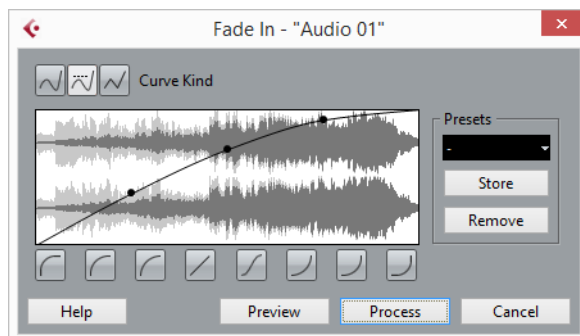 Fade In - "Audio 01"
Curve Kind
Presets
-
Store
Remove
Help
Preview
Process
Cancel